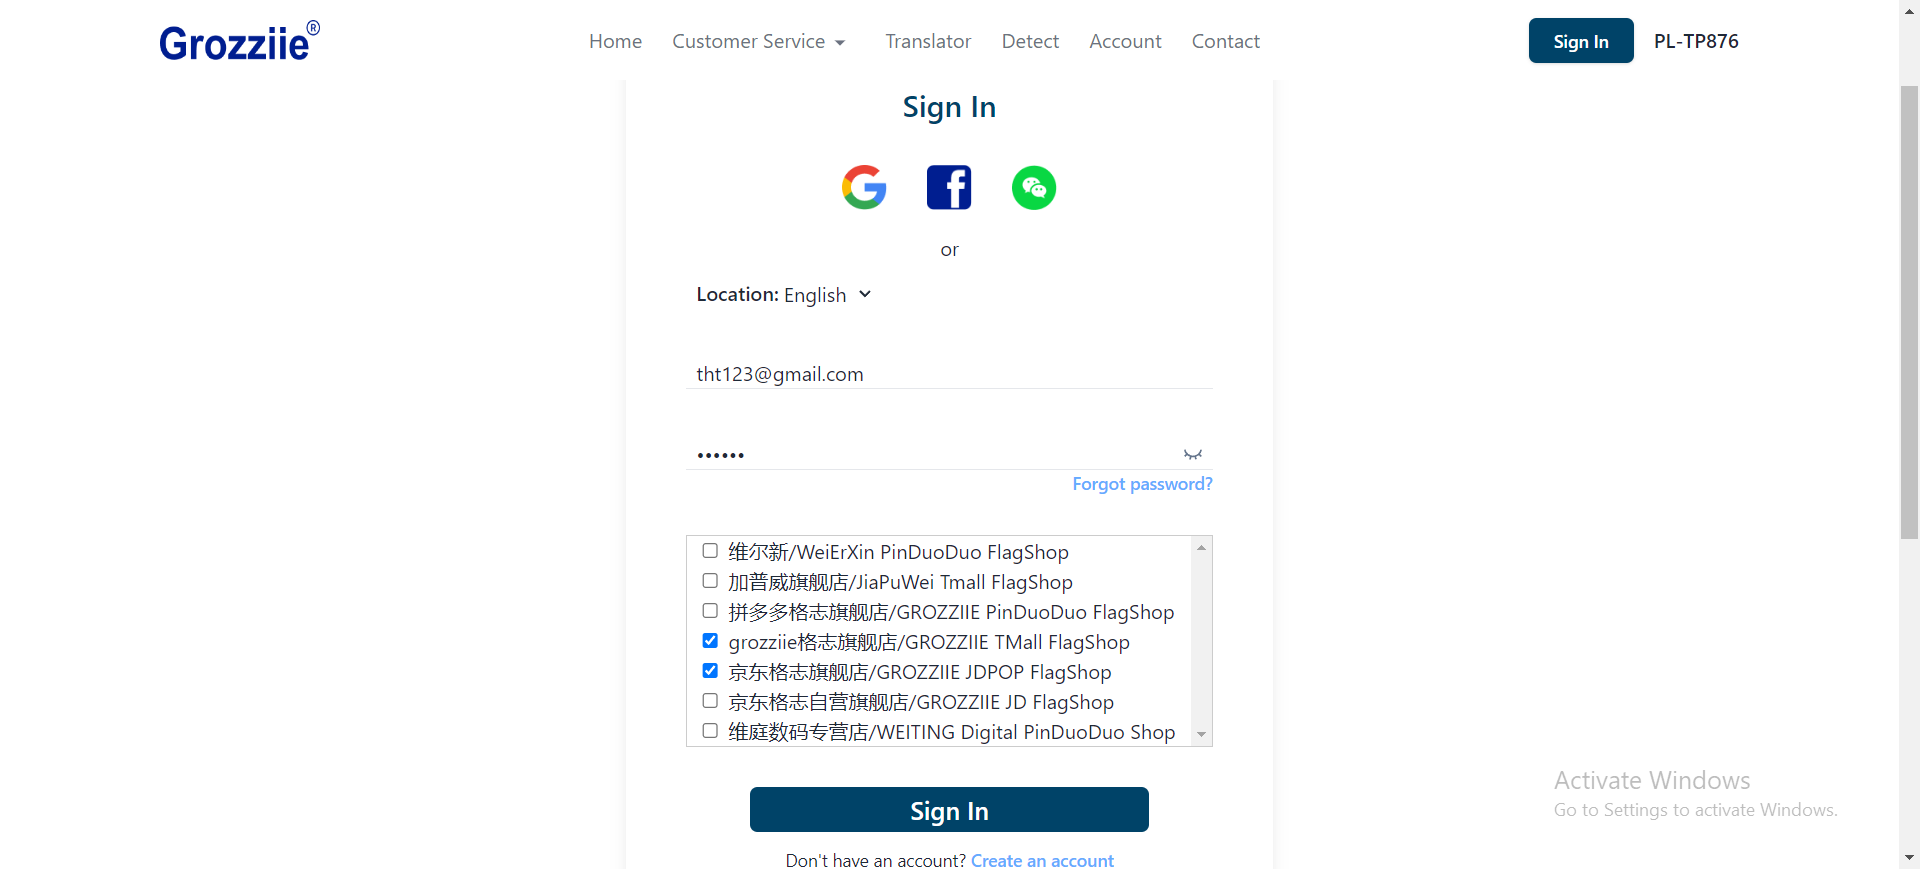 Grozziie®
Home Customer Service Translator Detect Account Contact
Sign In PL-TP876
Sign In
or
Location: English
tht123@gmail.com
••••••
Forgot password?
维尔新/WeiErXin PinDuoDuo FlagShop
加普威旗舰店/JiaPuWei Tmall FlagShop
拼多多格志旗舰店/GROZZIIE PinDuoDuo FlagShop
grozziie格志旗舰店/GROZZIIE TMall FlagShop
京东格志旗舰店/GROZZIIE JDPOP FlagShop
京东格志自营旗舰店/GROZZIIE JD FlagShop
维庭数码专营店/WEITING Digital PinDuoDuo Shop
Sign In
Don't have an account? Create an account
Activate Windows
Go to Settings to activate Windows.